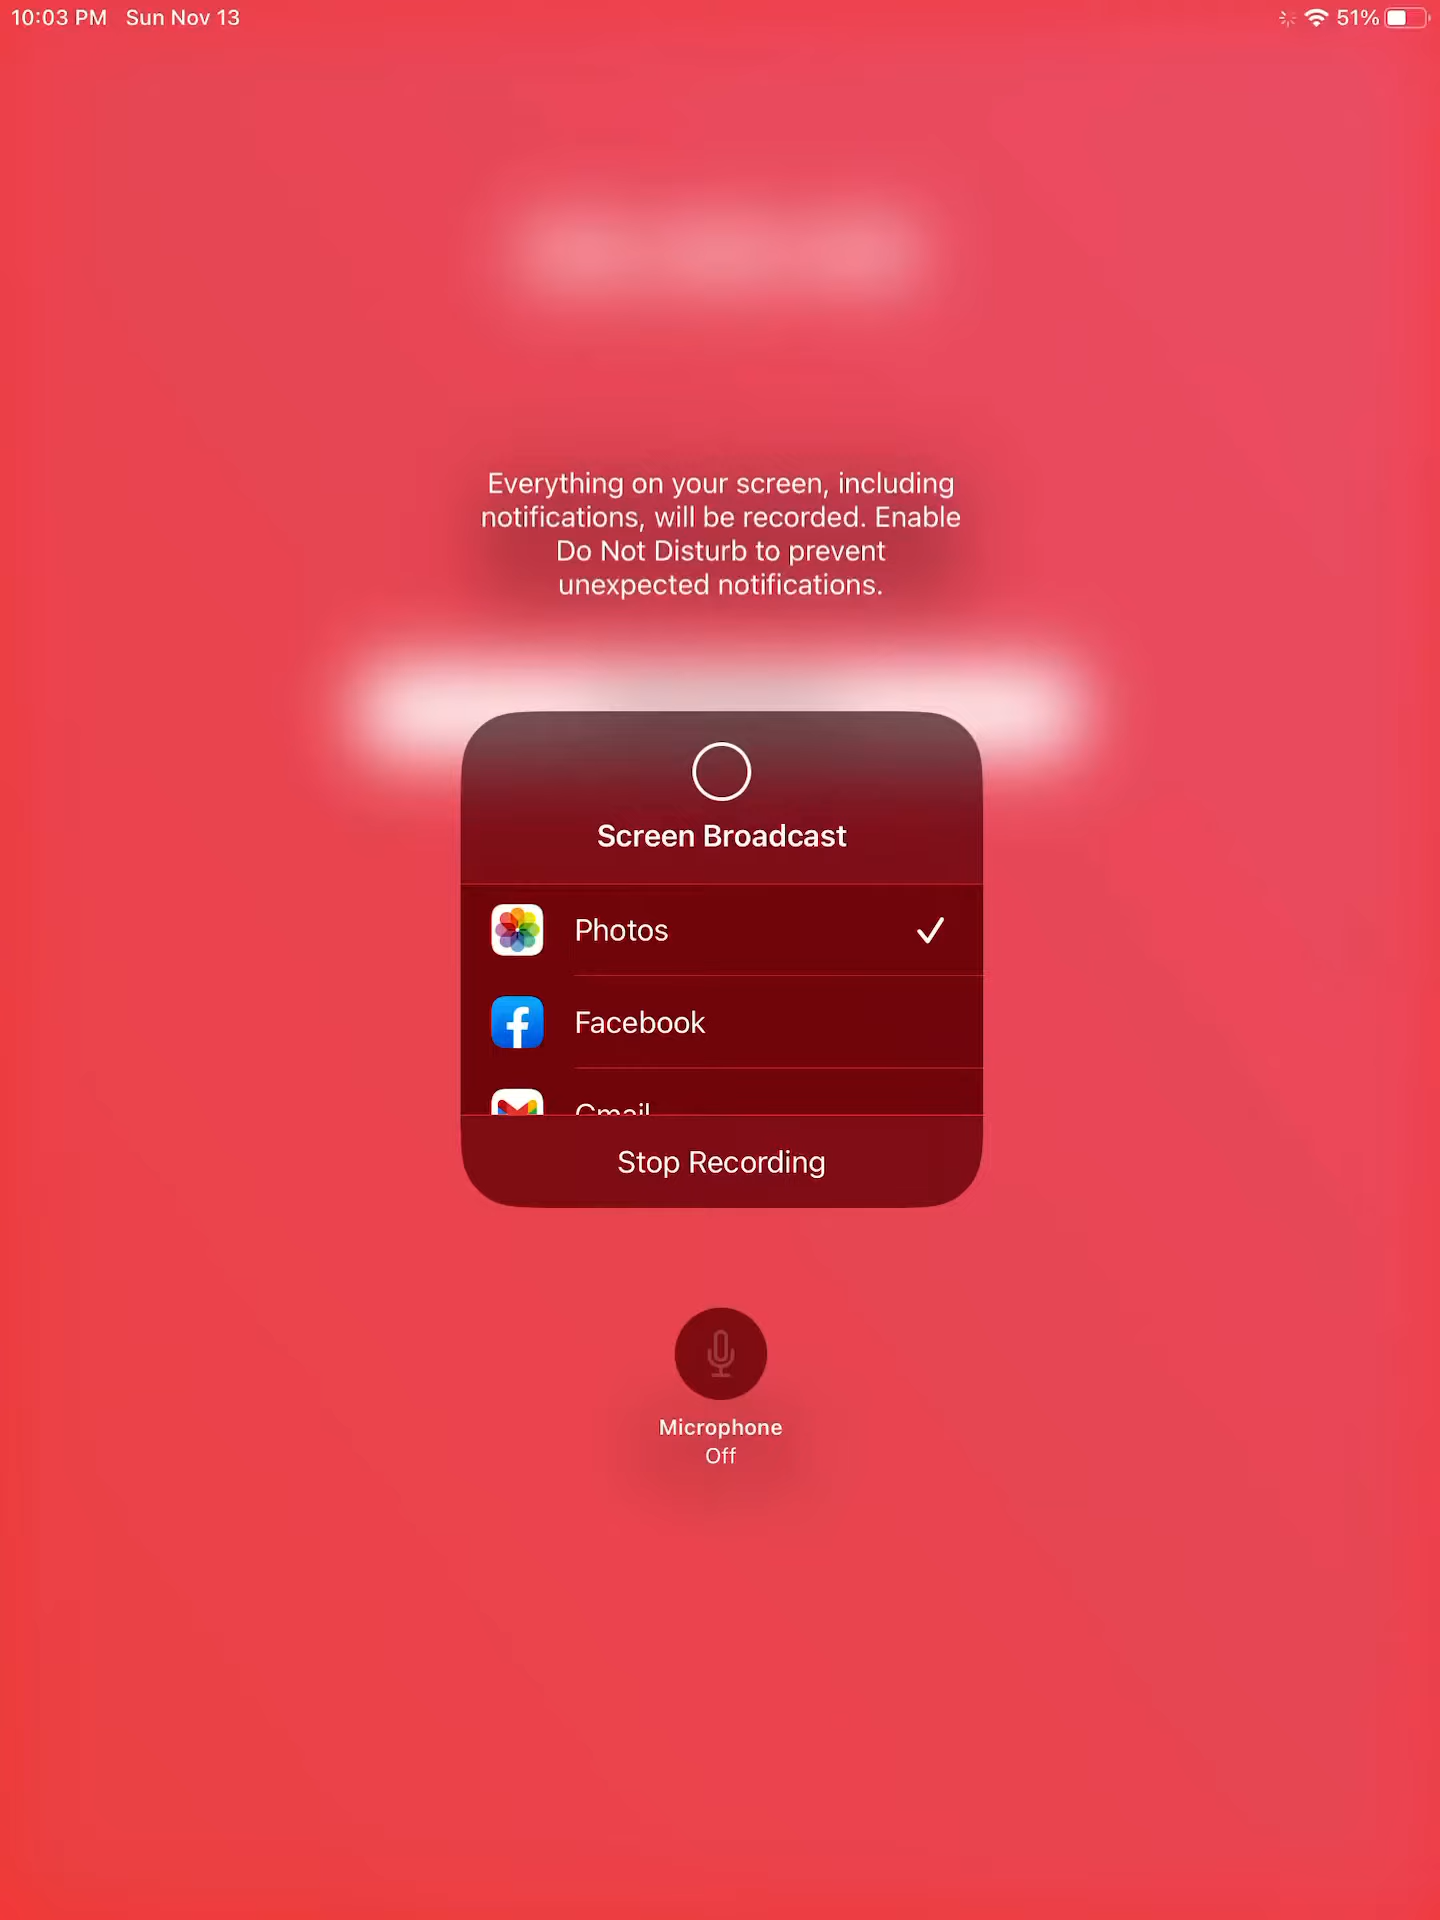 10:03 PM Sun Nov 13 51%
Everything on your screen, including
notifications, will be recorded. Enable
Do Not Disturb to prevent
unexpected notifications.
Screen Broadcast
Photos
Facebook
Gmail
Stop Recording
Microphone
Off